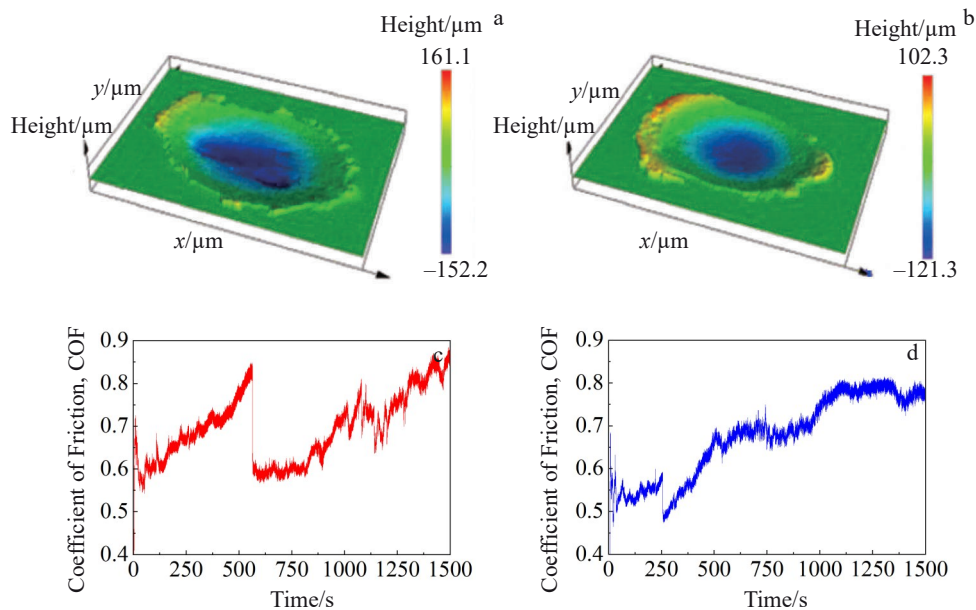 Height/µm
a
161.1
y/µm
Height/µm
x/µm
–152.2
Height/µm
b
102.3
y/µm
Height/µm
x/µm
–121.3
Coefficient of Friction, COF
0.9
0.8
0.7
0.6
0.5
0.4
c
0 250 500 750 1000 1250 1500
Time/s
Coefficient of Friction, COF
0.9
0.8
0.7
0.6
0.5
0.4
d
0 250 500 750 1000 1250 1500
Time/s